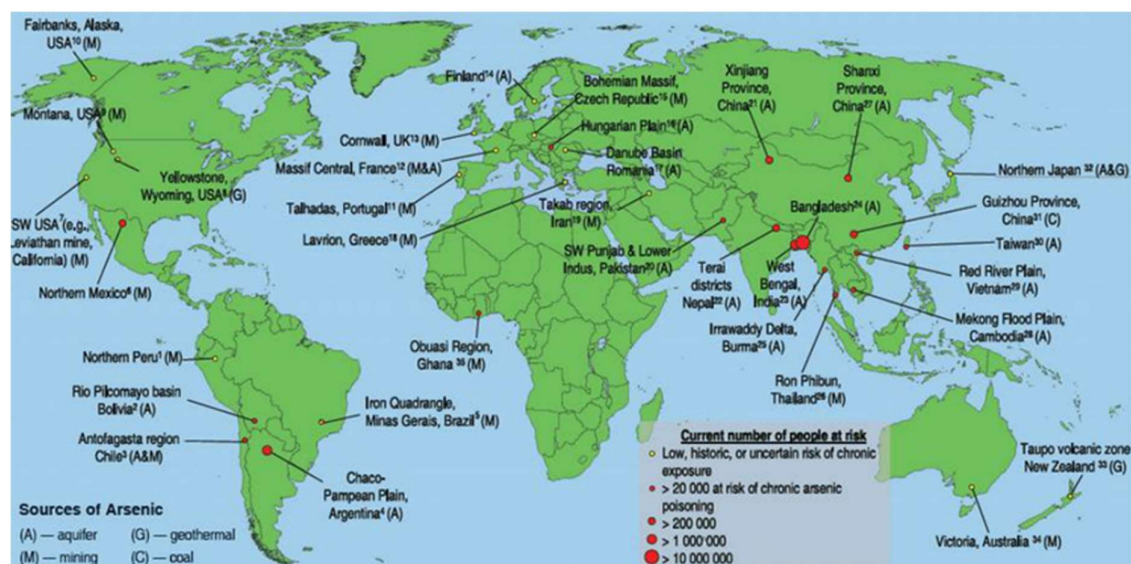 Fairbanks, Alaska,
USA¹⁰ (M)
Montana, USA⁹ (M)
Yellowstone,
Wyoming, USA⁸ (G)
SW USA⁷(e.g.,
Leviathan mine,
California) (M)
Northern Mexico⁶ (M)
Northern Peru¹ (M)
Rio Pilcomayo basin
Bolivia² (A)
Antofagasta region
Chile³ (A&M)
Iron Quadrangle,
Minas Gerais, Brazil⁵ (M)
Chaco-
Pampean Plain,
Argentina⁴ (A)
Finland¹⁴ (A)
Bohemian Massif,
Czech Republic¹⁵ (M)
Cornwall, UK¹³ (M)
Hungarian Plain¹⁶ (A)
Massif Central, France¹² (M&A)
Danube Basin
Romania¹⁷ (A)
Talhadas, Portugal¹¹ (M)
Takab region,
Iran¹⁹ (M)
Lavrion, Greece¹⁸ (M)
SW Punjab & Lower
Indus, Pakistan²⁰ (A)
Obuasi Region,
Ghana ³⁵ (M)
Xinjiang
Province,
China²¹ (A)
Shanxi
Province,
China²⁷ (A)
Northern Japan ³² (A&G)
Bangladesh²⁴ (A)
Guizhou Province,
China³¹ (C)
Taiwan³⁰ (A)
Terai
districts
Nepal²² (A)
West
Bengal,
India²³ (A)
Red River Plain,
Vietnam²⁹ (A)
Irrawaddy Delta,
Burma²⁵ (A)
Mekong Flood Plain,
Cambodia²⁸ (A)
Ron Phibun,
Thailand²⁶ (M)
Taupo volcanic zone
New Zealand ³³ (G)
Victoria, Australia ³⁴ (M)
Current number of people at risk
Low, historic, or uncertain risk of chronic
exposure
> 20 000 at risk of chronic arsenic
poisoning
> 200 000
> 1 000'000
> 10 000 000
Sources of Arsenic
(A) — aquifer (G) — geothermal
(M) — mining (C) — coal